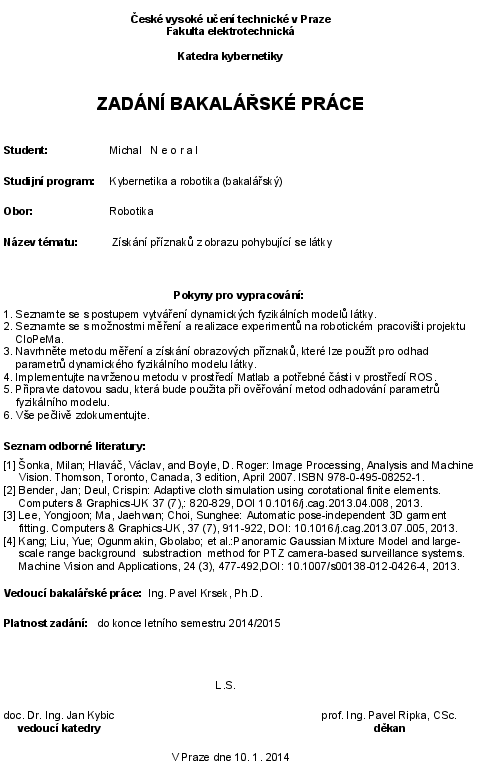 České vysoké učení technické v Praze
Fakulta elektrotechnická
Katedra kybernetiky
ZADÁNÍ BAKALÁŘSKÉ PRÁCE
Student: Michal N e o r a l
Studijní program: Kybernetika a robotika (bakalářský)
Obor: Robotika
Název tématu: Získání příznaků z obrazu pohybující se látky
Pokyny pro vypracování:
1. Seznamte se s postupem vytváření dynamických fyzikálních modelů látky.
2. Seznamte se s možnostmi měření a realizace experimentů na robotickém pracovišti projektu
CloPeMa.
3. Navrhněte metodu měření a získání obrazových příznaků, které lze použít pro odhad
parametrů dynamického fyzikálního modelu látky.
4. Implementujte navrženou metodu v prostředí Matlab a potřebné části v prostředí ROS.
5. Připravte datovou sadu, která bude použita při ověřování metod odhadování parametrů
fyzikálního modelu.
6. Vše pečlivě zdokumentujte.
Seznam odborné literatury:
[1] Šonka, Milan; Hlaváč, Václav, and Boyle, D. Roger: Image Processing, Analysis and Machine
Vision. Thomson, Toronto, Canada, 3 edition, April 2007. ISBN 978-0-495-08252-1.
[2] Bender, Jan; Deul, Crispin: Adaptive cloth simulation using corotational finite elements.
Computers & Graphics-UK 37 (7),: 820-829, DOI 10.1016/j.cag.2013.04.008, 2013.
[3] Lee, Yongjoon; Ma, Jaehwan; Choi, Sunghee: Automatic pose-independent 3D garment
fitting. Computers & Graphics-UK, 37 (7), 911-922, DOI: 10.1016/j.cag.2013.07.005, 2013.
[4] Kang; Liu, Yue; Ogunmakin, Gbolabo; et al.:Panoramic Gaussian Mixture Model and large-
scale range background substraction method for PTZ camera-based surveillance systems.
Machine Vision and Applications, 24 (3), 477-492,DOI: 10.1007/s00138-012-0426-4, 2013.
Vedoucí bakalářské práce: Ing. Pavel Krsek, Ph.D.
Platnost zadání: do konce letního semestru 2014/2015
L.S.
doc. Dr. Ing. Jan Kybic prof. Ing. Pavel Ripka, CSc.
vedoucí katedry děkan
V Praze dne 10. 1. 2014